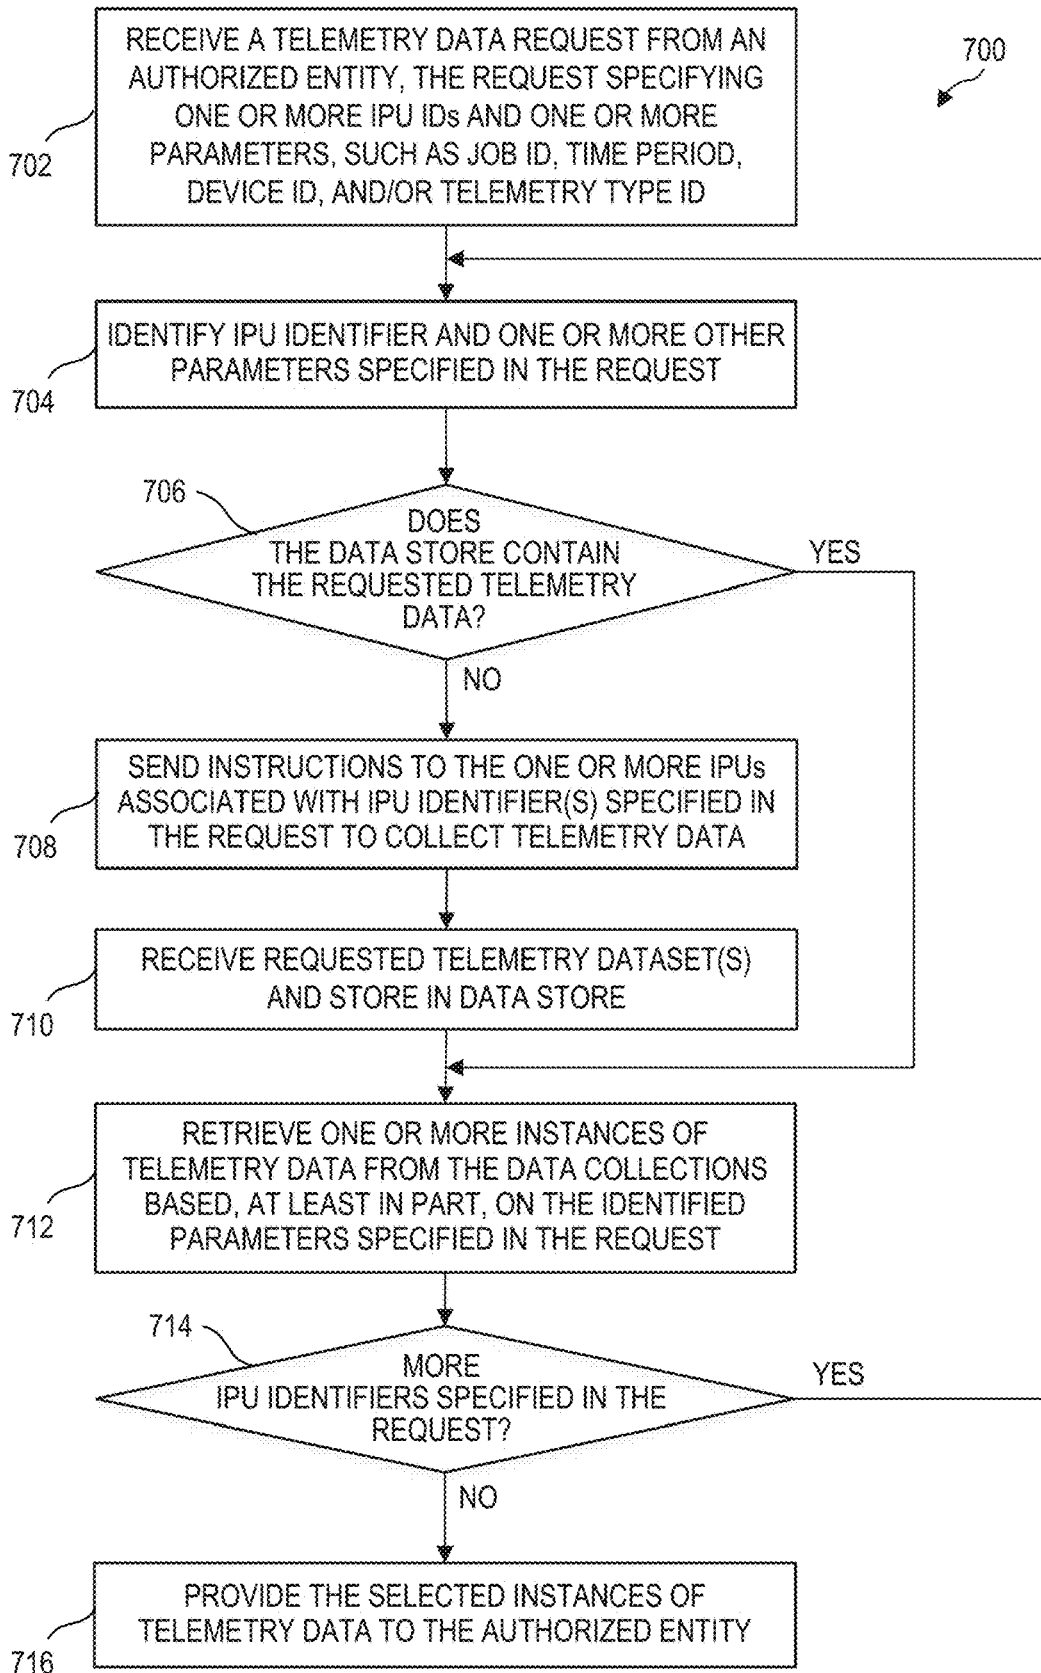 700
702
RECEIVE A TELEMETRY DATA REQUEST FROM AN
AUTHORIZED ENTITY, THE REQUEST SPECIFYING
ONE OR MORE IPU IDs AND ONE OR MORE
PARAMETERS, SUCH AS JOB ID, TIME PERIOD,
DEVICE ID, AND/OR TELEMETRY TYPE ID
704
IDENTIFY IPU IDENTIFIER AND ONE OR MORE OTHER
PARAMETERS SPECIFIED IN THE REQUEST
706
DOES
THE DATA STORE CONTAIN
THE REQUESTED TELEMETRY
DATA?
YES
NO
708
SEND INSTRUCTIONS TO THE ONE OR MORE IPUs
ASSOCIATED WITH IPU IDENTIFIER(S) SPECIFIED IN
THE REQUEST TO COLLECT TELEMETRY DATA
710
RECEIVE REQUESTED TELEMETRY DATASET(S)
AND STORE IN DATA STORE
712
RETRIEVE ONE OR MORE INSTANCES OF
TELEMETRY DATA FROM THE DATA COLLECTIONS
BASED, AT LEAST IN PART, ON THE IDENTIFIED
PARAMETERS SPECIFIED IN THE REQUEST
714
MORE
IPU IDENTIFIERS SPECIFIED IN THE
REQUEST?
YES
NO
716
PROVIDE THE SELECTED INSTANCES OF
TELEMETRY DATA TO THE AUTHORIZED ENTITY